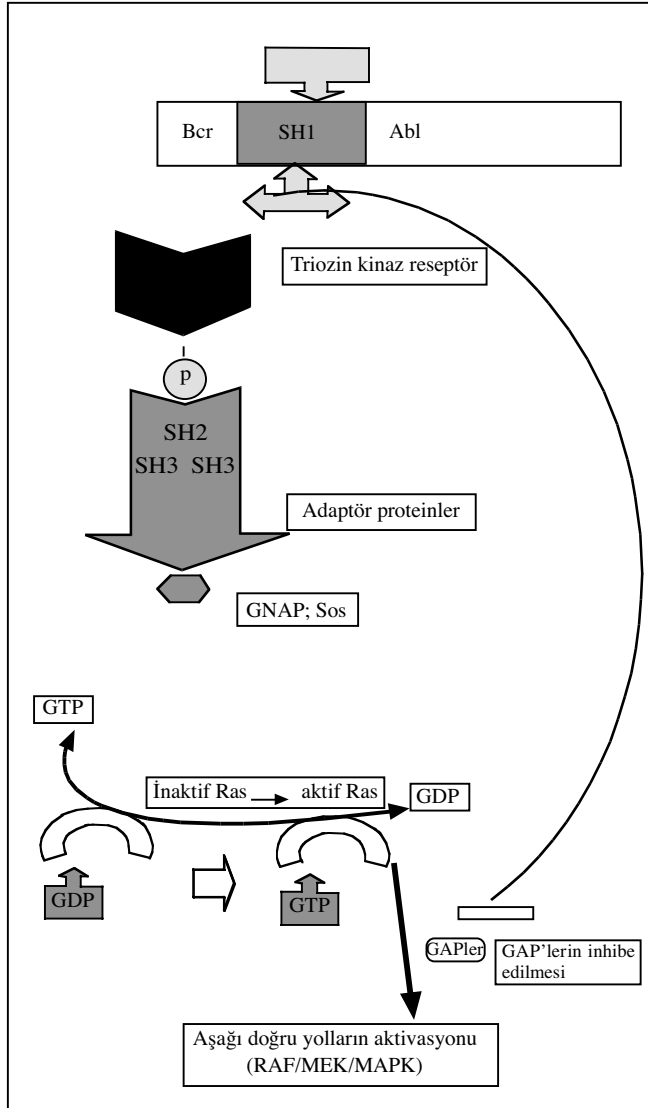 Bcr SH1 Abl
Triozin kinaz reseptör
p
SH2
SH3 SH3
Adaptör proteinler
GNAP; Sos
GTP
İnaktif Ras aktif Ras
GDP
GDP
GTP
GAPler
GAP'lerin inhibe
edilmesi
Aşağı doğru yolların aktivasyonu
(RAF/MEK/MAPK)